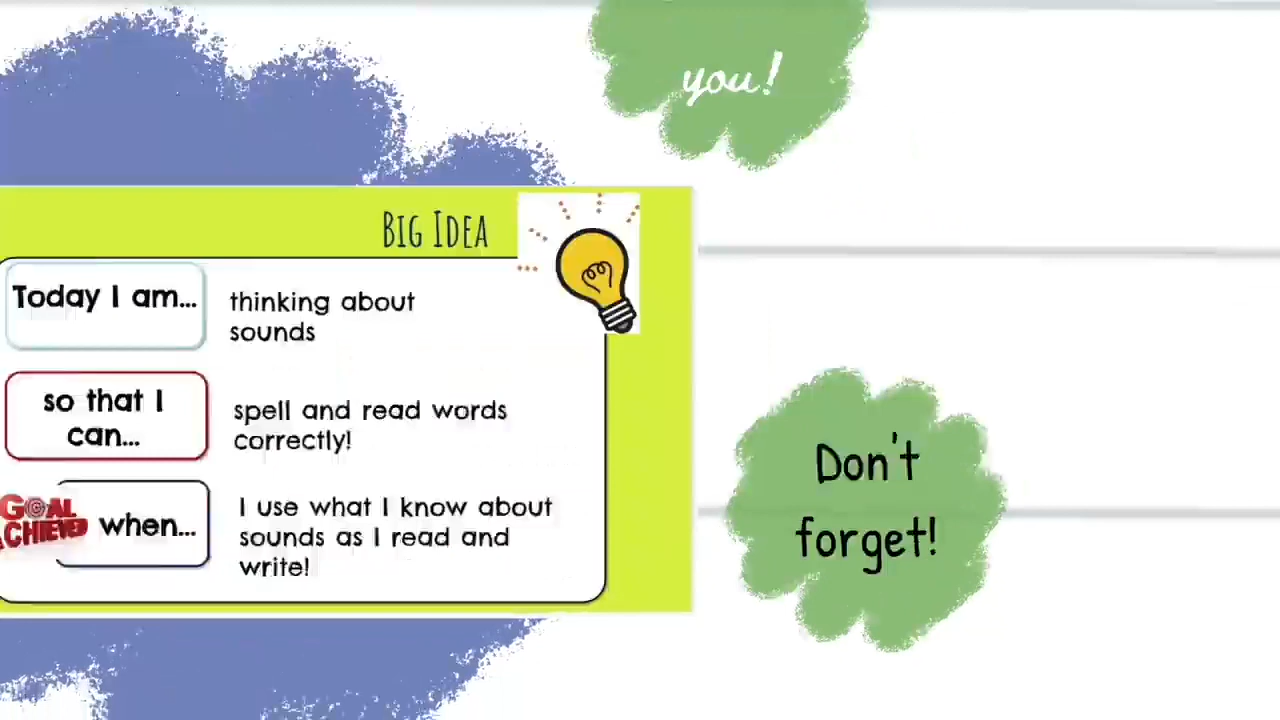 you!
BIG IDEA
Today I am...
thinking about
sounds
so that I
can...
spell and read words
correctly!
GOAL
ACHIEVED
when...
I use what I know about
sounds as I read and
write!
Don't
forget!